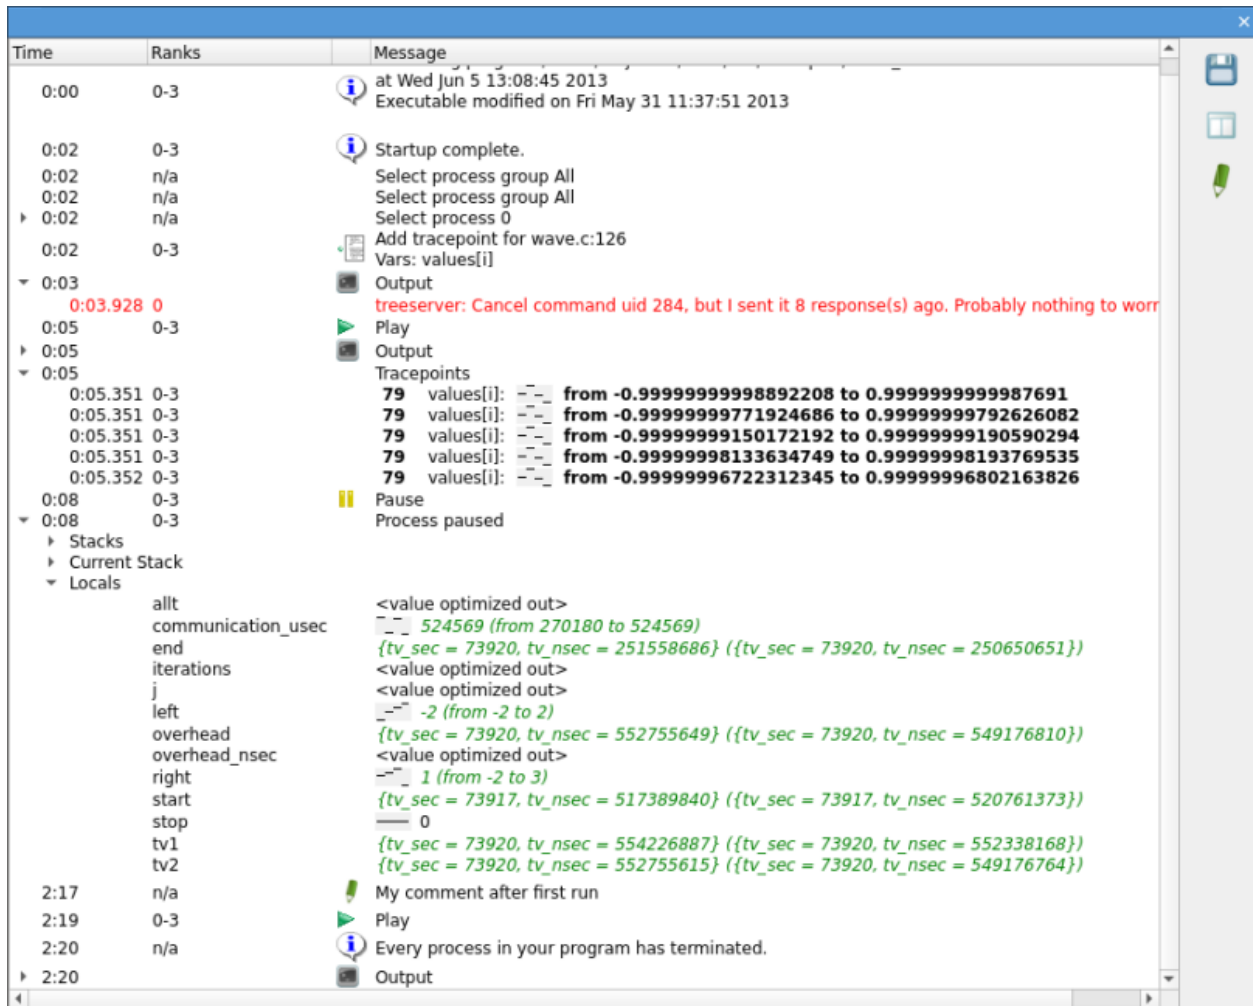 Time Ranks Message
0:00 0-3 at Wed Jun 5 13:08:45 2013
Executable modified on Fri May 31 11:37:51 2013
0:02 0-3 Startup complete.
0:02 n/a Select process group All
0:02 n/a Select process group All
0:02 n/a Select process 0
0:02 0-3 Add tracepoint for wave.c:126
Vars: values[i]
0:03 Output
0:03.928 0 treeserver: Cancel command uid 284, but I sent it 8 response(s) ago. Probably nothing to worr
0:05 0-3 Play
0:05 Output
0:05 Tracepoints
0:05.351 0-3 79 values[i]: from -0.99999999998892208 to 0.9999999999987691
0:05.351 0-3 79 values[i]: from -0.99999999771924686 to 0.99999999792626082
0:05.351 0-3 79 values[i]: from -0.99999999150172192 to 0.99999999190590294
0:05.351 0-3 79 values[i]: from -0.99999998133634749 to 0.99999998193769535
0:05.352 0-3 79 values[i]: from -0.99999996722312345 to 0.99999996802163826
0:08 0-3 Pause
0:08 0-3 Process paused
Stacks
Current Stack
Locals
allt <value optimized out>
communication_usec 524569 (from 270180 to 524569)
end {tv_sec = 73920, tv_nsec = 251558686} ({tv_sec = 73920, tv_nsec = 250650651})
iterations <value optimized out>
j <value optimized out>
left -2 (from -2 to 2)
overhead {tv_sec = 73920, tv_nsec = 552755649} ({tv_sec = 73920, tv_nsec = 549176810})
overhead_nsec <value optimized out>
right 1 (from -2 to 3)
start {tv_sec = 73917, tv_nsec = 517389840} ({tv_sec = 73917, tv_nsec = 520761373})
stop 0
tv1 {tv_sec = 73920, tv_nsec = 554226887} ({tv_sec = 73920, tv_nsec = 552338168})
tv2 {tv_sec = 73920, tv_nsec = 552755615} ({tv_sec = 73920, tv_nsec = 549176764})
2:17 n/a My comment after first run
2:19 0-3 Play
2:20 n/a Every process in your program has terminated.
2:20 Output